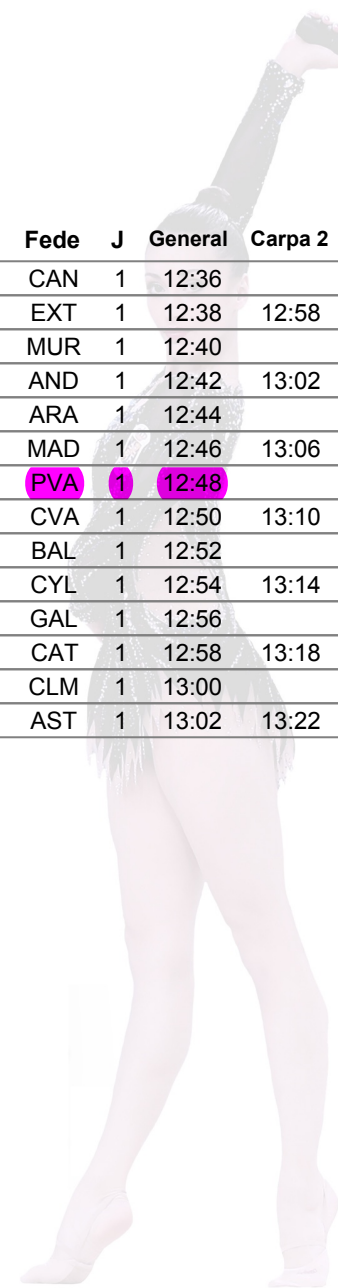 Fede J General Carpa 2
CAN 1 12:36
EXT 1 12:38 12:58
MUR 1 12:40
AND 1 12:42 13:02
ARA 1 12:44
MAD 1 12:46 13:06
PVA 1 12:48
CVA 1 12:50 13:10
BAL 1 12:52
CYL 1 12:54 13:14
GAL 1 12:56
CAT 1 12:58 13:18
CLM 1 13:00
AST 1 13:02 13:22